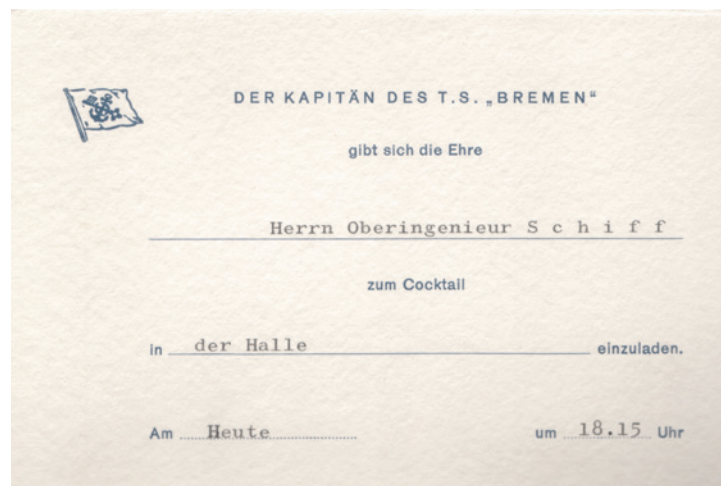 DER KAPITÄN DES T.S. „BREMEN“
gibt sich die Ehre
Herrn Oberingenieur S c h i f f
zum Cocktail
in der Halle einzuladen.
Am Heute um 18.15 Uhr